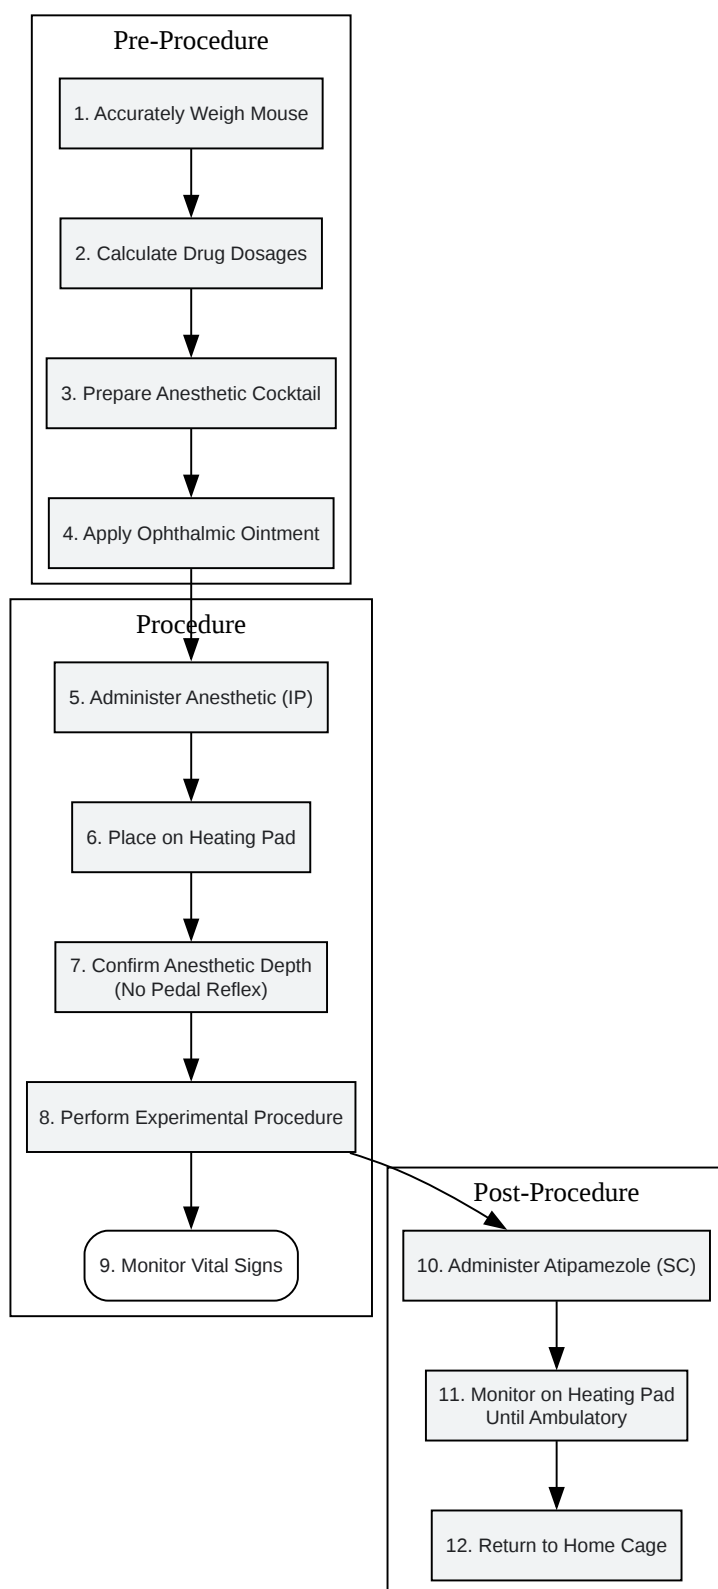 Pre-Procedure
1. Accurately Weigh Mouse
2. Calculate Drug Dosages
3. Prepare Anesthetic Cocktail
4. Apply Ophthalmic Ointment
Procedure
5. Administer Anesthetic (IP)
6. Place on Heating Pad
7. Confirm Anesthetic Depth
(No Pedal Reflex)
8. Perform Experimental Procedure
9. Monitor Vital Signs
Post-Procedure
10. Administer Atipamezole (SC)
11. Monitor on Heating Pad
Until Ambulatory
12. Return to Home Cage